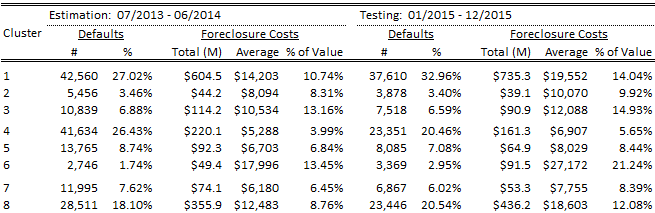 Estimation: 07/2013 - 06/2014 Testing: 01/2015 - 12/2015
Cluster Defaults Foreclosure Costs Defaults Foreclosure Costs
# % Total (M) Average % of Value # % Total (M) Average % of Value
1 42,560 27.02% $604.5 $14,203 10.74% 37,610 32.96% $735.3 $19,552 14.04%
2 5,456 3.46% $44.2 $8,094 8.31% 3,878 3.40% $39.1 $10,070 9.92%
3 10,839 6.88% $114.2 $10,534 13.16% 7,518 6.59% $90.9 $12,088 14.93%
4 41,634 26.43% $220.1 $5,288 3.99% 23,351 20.46% $161.3 $6,907 5.65%
5 13,765 8.74% $92.3 $6,703 6.84% 8,085 7.08% $64.9 $8,029 8.44%
6 2,746 1.74% $49.4 $17,996 13.45% 3,369 2.95% $91.5 $27,172 21.24%
7 11,995 7.62% $74.1 $6,180 6.45% 6,867 6.02% $53.3 $7,755 8.39%
8 28,511 18.10% $355.9 $12,483 8.76% 23,446 20.54% $436.2 $18,603 12.08%